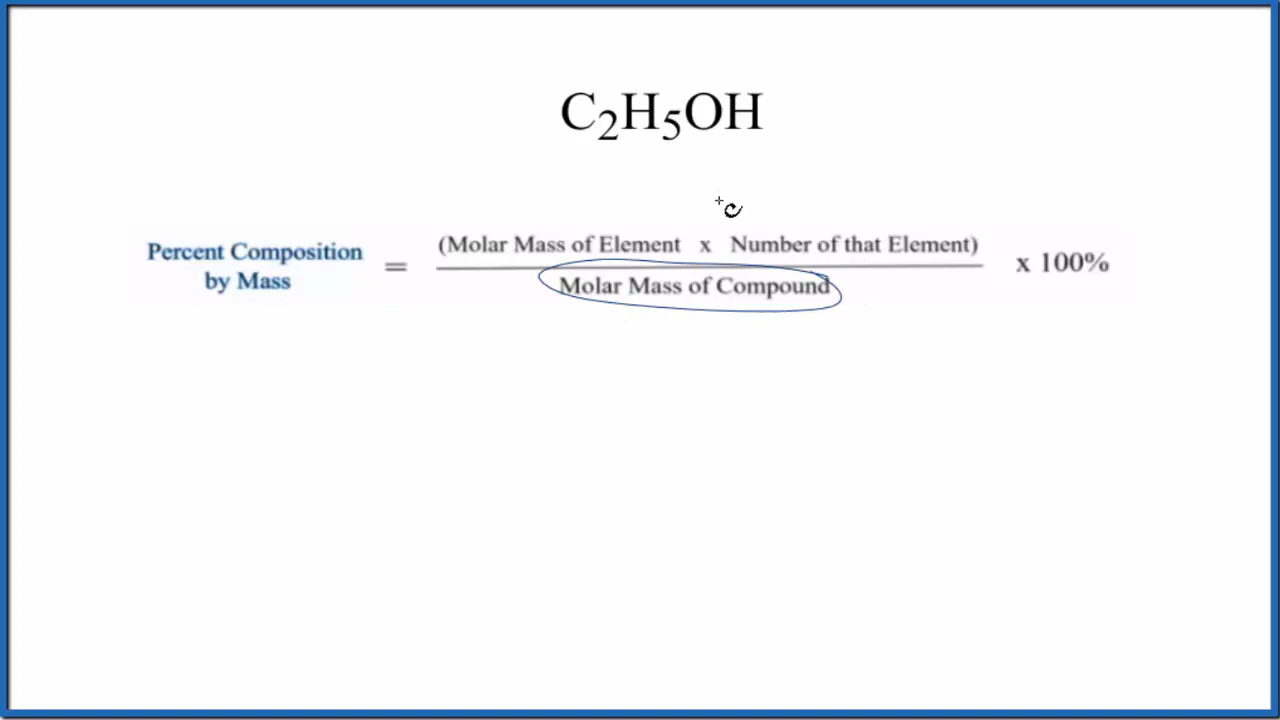 C₂H₅OH
(Molar Mass of Element x Number of that Element)
Percent Composition
by Mass
= x 100%
Molar Mass of Compound